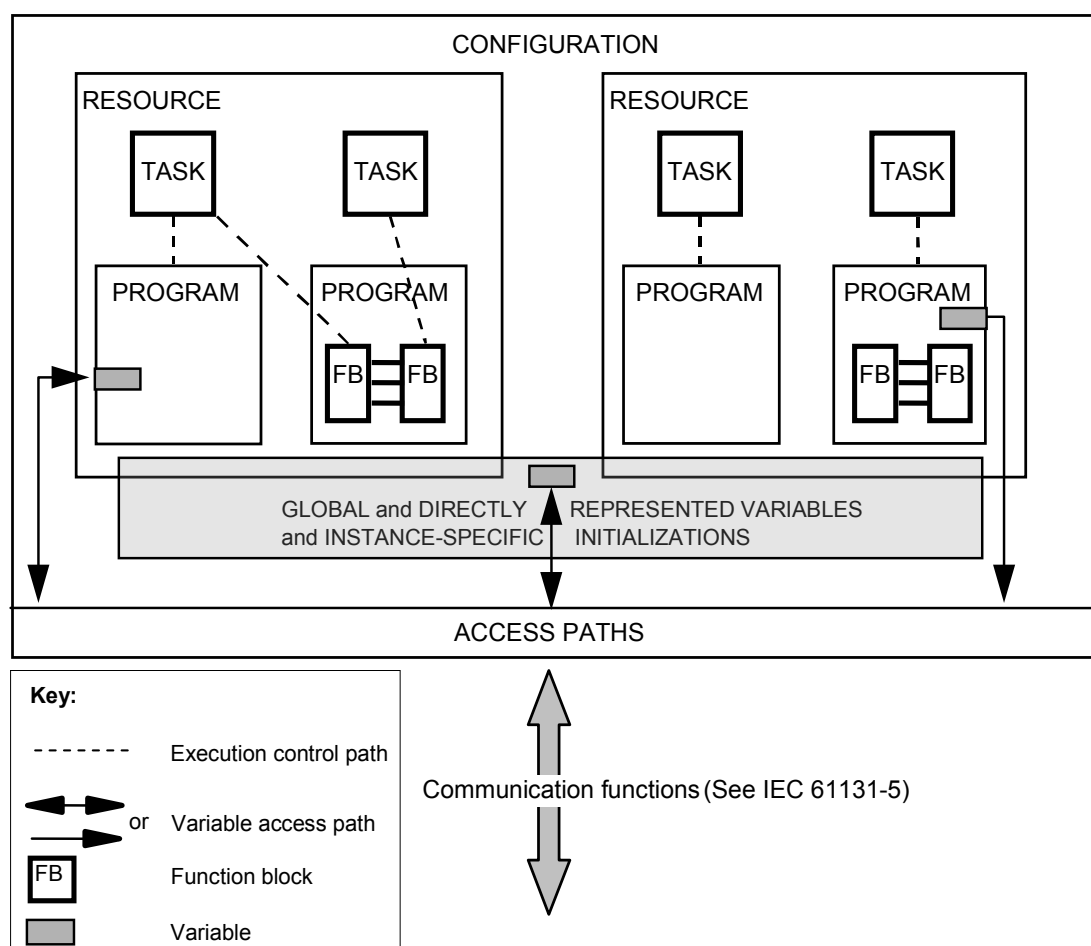 CONFIGURATION
RESOURCE
RESOURCE
TASK
TASK
TASK
TASK
PROGRAM
PROGRAM
PROGRAM
PROGRAM
FB
FB
FB
FB
GLOBAL and DIRECTLY REPRESENTED VARIABLES
and INSTANCE-SPECIFIC INITIALIZATIONS
ACCESS PATHS
Key:
Execution control path
or Variable access path
FB Function block
Variable
Communication functions (See IEC 61131-5)